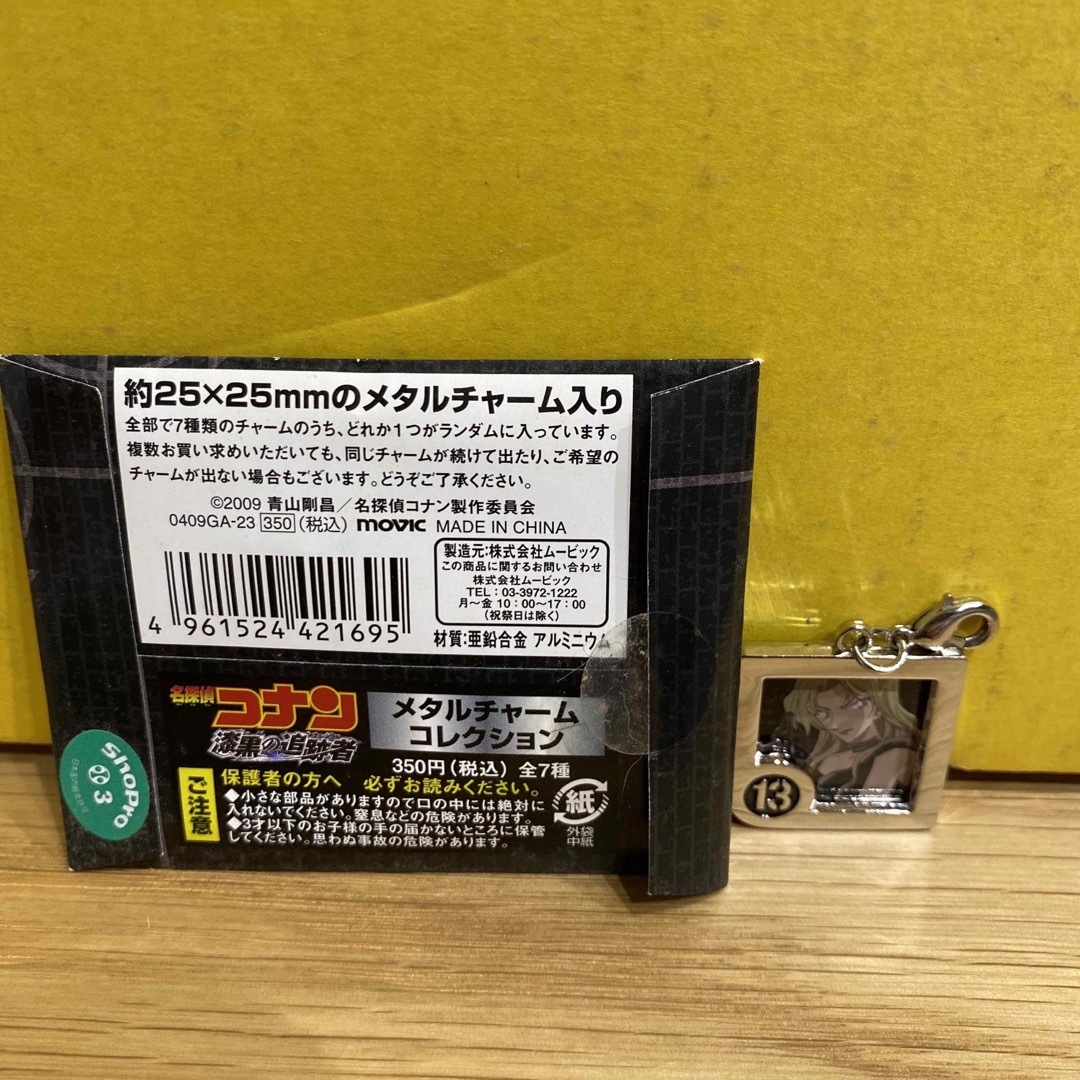 約25×25mmのメタルチャーム入り
全部で7種類のチャームのうち、どれか1つがランダムに入っています。
複数お買い求めいただいても、同じチャームが続けて出たり、ご希望の
チャームが出ない場合もございます。どうぞご了承ください。
©2009 青山剛昌／名探偵コナン製作委員会
0409GA-23 350 (税込) movic MADE IN CHINA
製造元:株式会社ムービック
この商品に関するお問い合わせ
株式会社ムービック
TEL：03-3972-1222
月〜金 10：00〜17：00
(祝祭日は除く)
4 961524 421695
材質:亜鉛合金 アルミニウム
名探偵
コナン
漆黒の追跡者
メタルチャーム
コレクション
350円(税込) 全7種
ご注意
保護者の方へ 必ずお読みください。
◆小さな部品がありますので口の中には絶対に
入れないでください。窒息などの危険があります。
◆3才以下のお子様の手の届かないところに保管
してください。思わぬ事故の危険があります。
紙
外袋
中紙
ShoPro
3
13